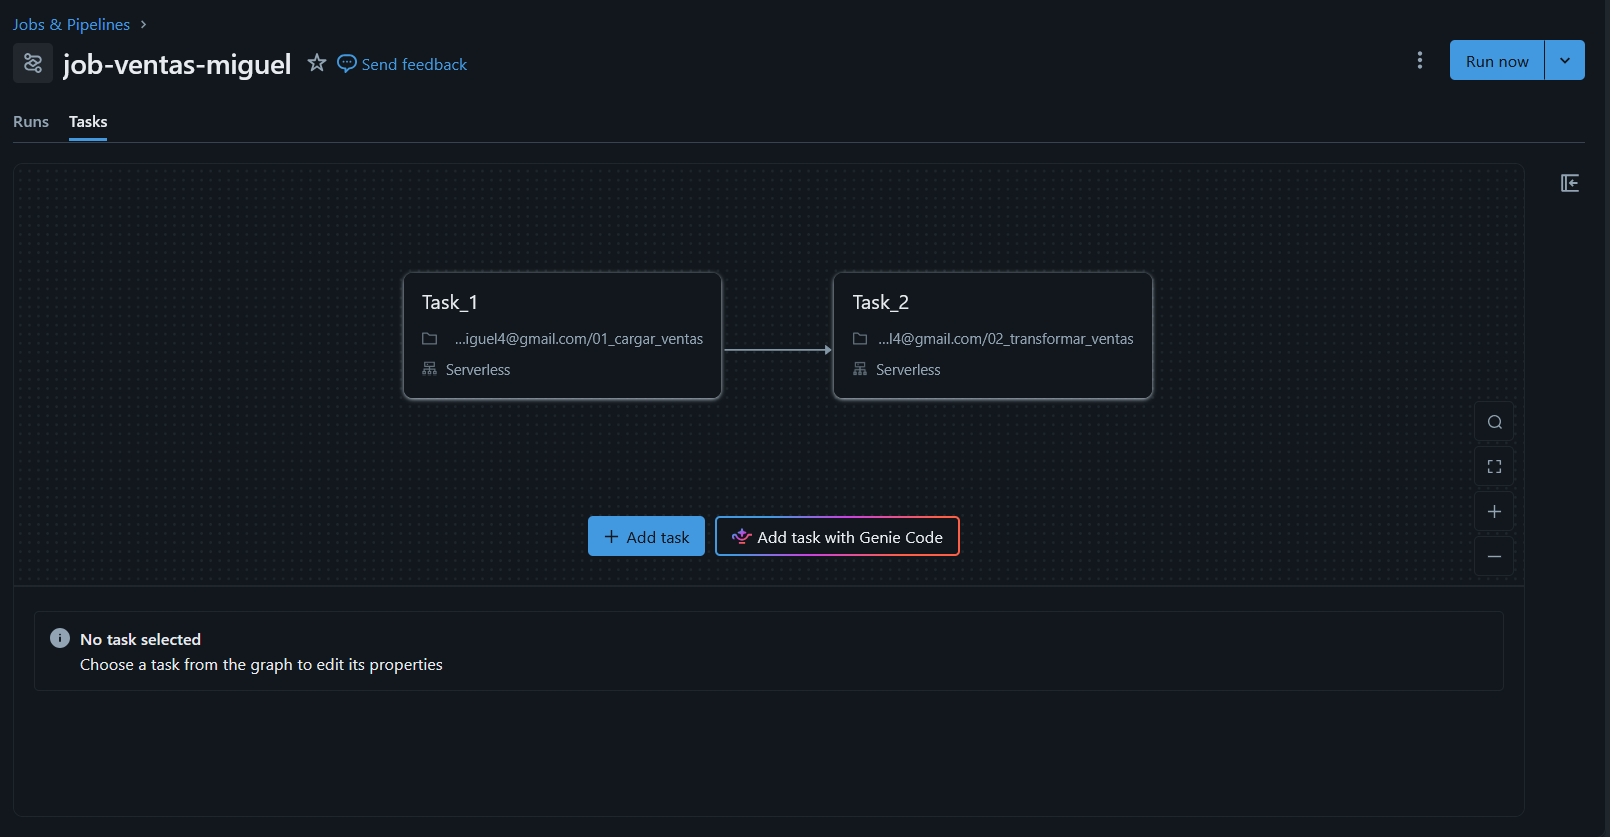 Jobs & Pipelines
job-ventas-miguel
Send feedback
Run now
Runs
Tasks
Task_1
...iguel4@gmail.com/01_cargar_ventas
Serverless
Task_2
...l4@gmail.com/02_transformar_ventas
Serverless
Add task
Add task with Genie Code
No task selected
Choose a task from the graph to edit its properties